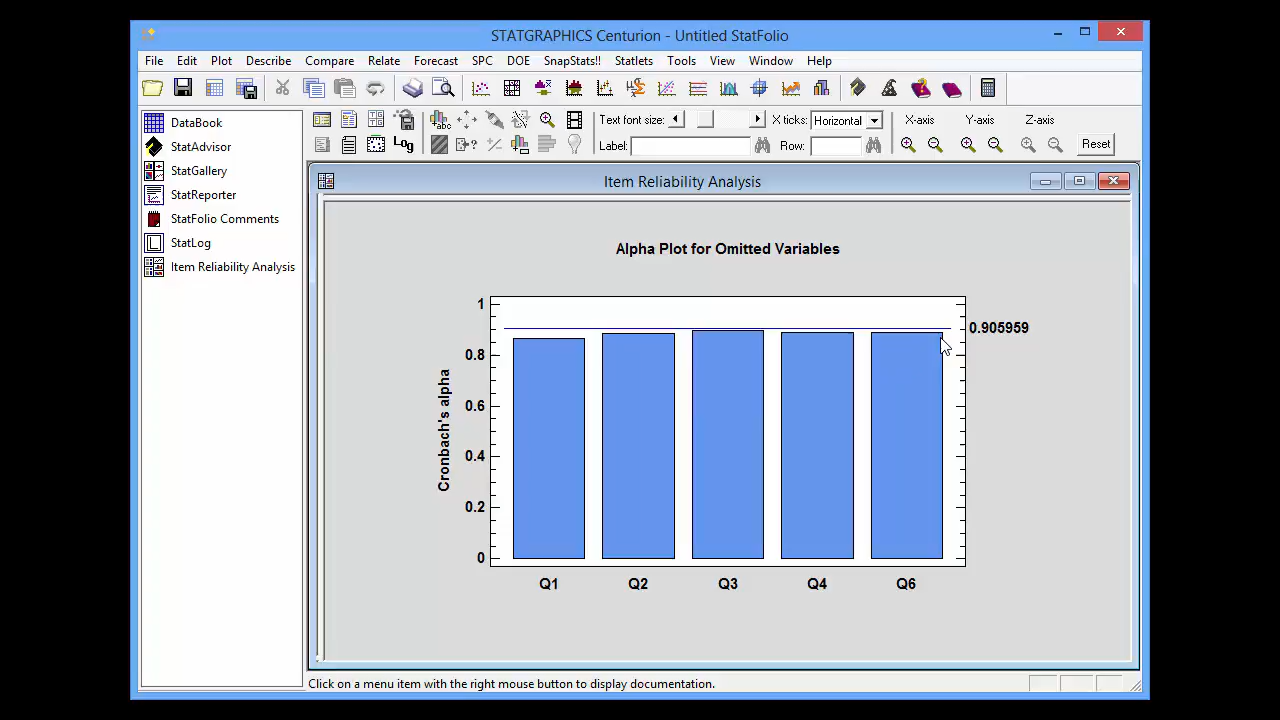 STATGRAPHICS Centurion - Untitled StatFolio
File Edit Plot Describe Compare Relate Forecast SPC DOE SnapStats!! Statlets Tools View Window Help
Text font size: X ticks: Horizontal X-axis Y-axis Z-axis
Log Label: Row: Reset
DataBook
StatAdvisor
StatGallery
StatReporter
StatFolio Comments
StatLog
Item Reliability Analysis
Item Reliability Analysis
Alpha Plot for Omitted Variables
Cronbach's alpha
1
0.8
0.6
0.4
0.2
0
0.905959
Q1 Q2 Q3 Q4 Q6
Click on a menu item with the right mouse button to display documentation.